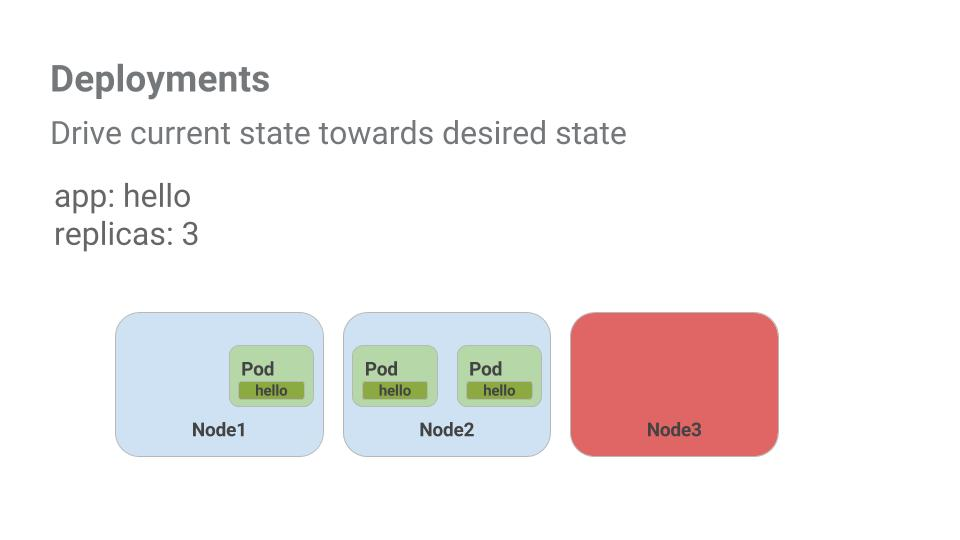 Deployments
Drive current state towards desired state
app: hello
replicas: 3
Pod
hello
Node1
Pod
hello
Pod
hello
Node2
Node3